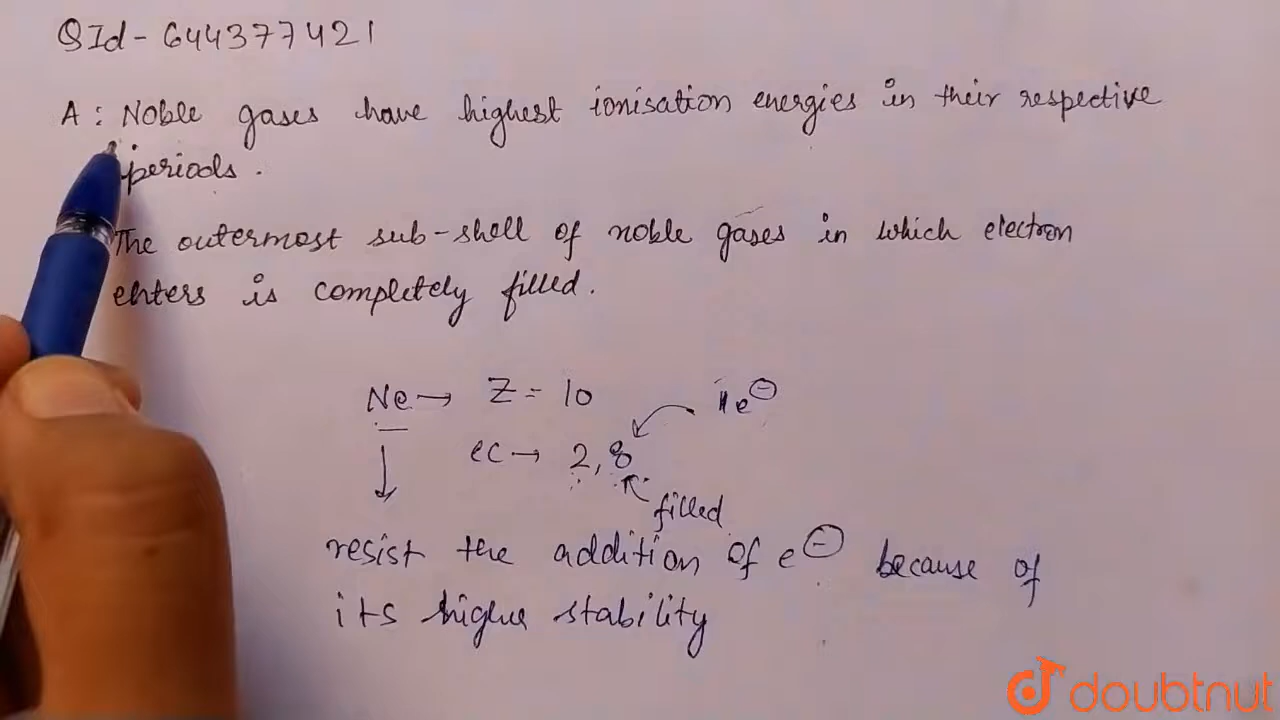 QId - 644377421
A : Noble gases have highest ionisation energies in their respective
periods.
The outermost sub-shell of noble gases in which electron
enters is completely filled.
Ne → Z = 10
1e⊖
ec → 2,8
filled
resist the addition of e⊖ because of
its higher stability
doubtnut